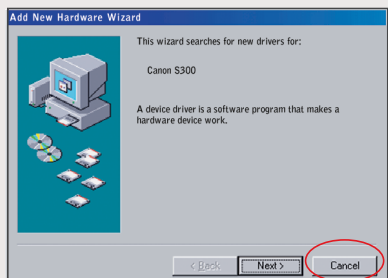 Add New Hardware Wizard
This wizard searches for new drivers for:
Canon S300
A device driver is a software program that makes a
hardware device work.
< Back
Next >
Cancel